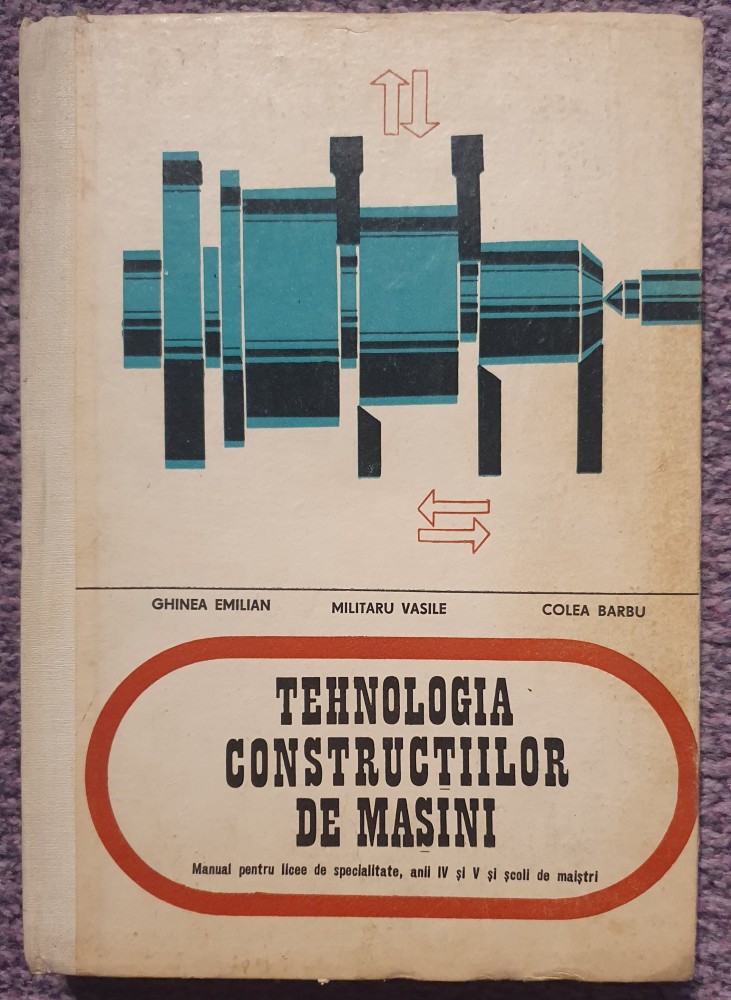 GHINEA EMILIAN MILITARU VASILE COLEA BARBU
TEHNOLOGIA
CONSTRUCȚIILOR
DE MAȘINI
Manual pentru licee de specialitate, anii IV și V și școli de maiștri